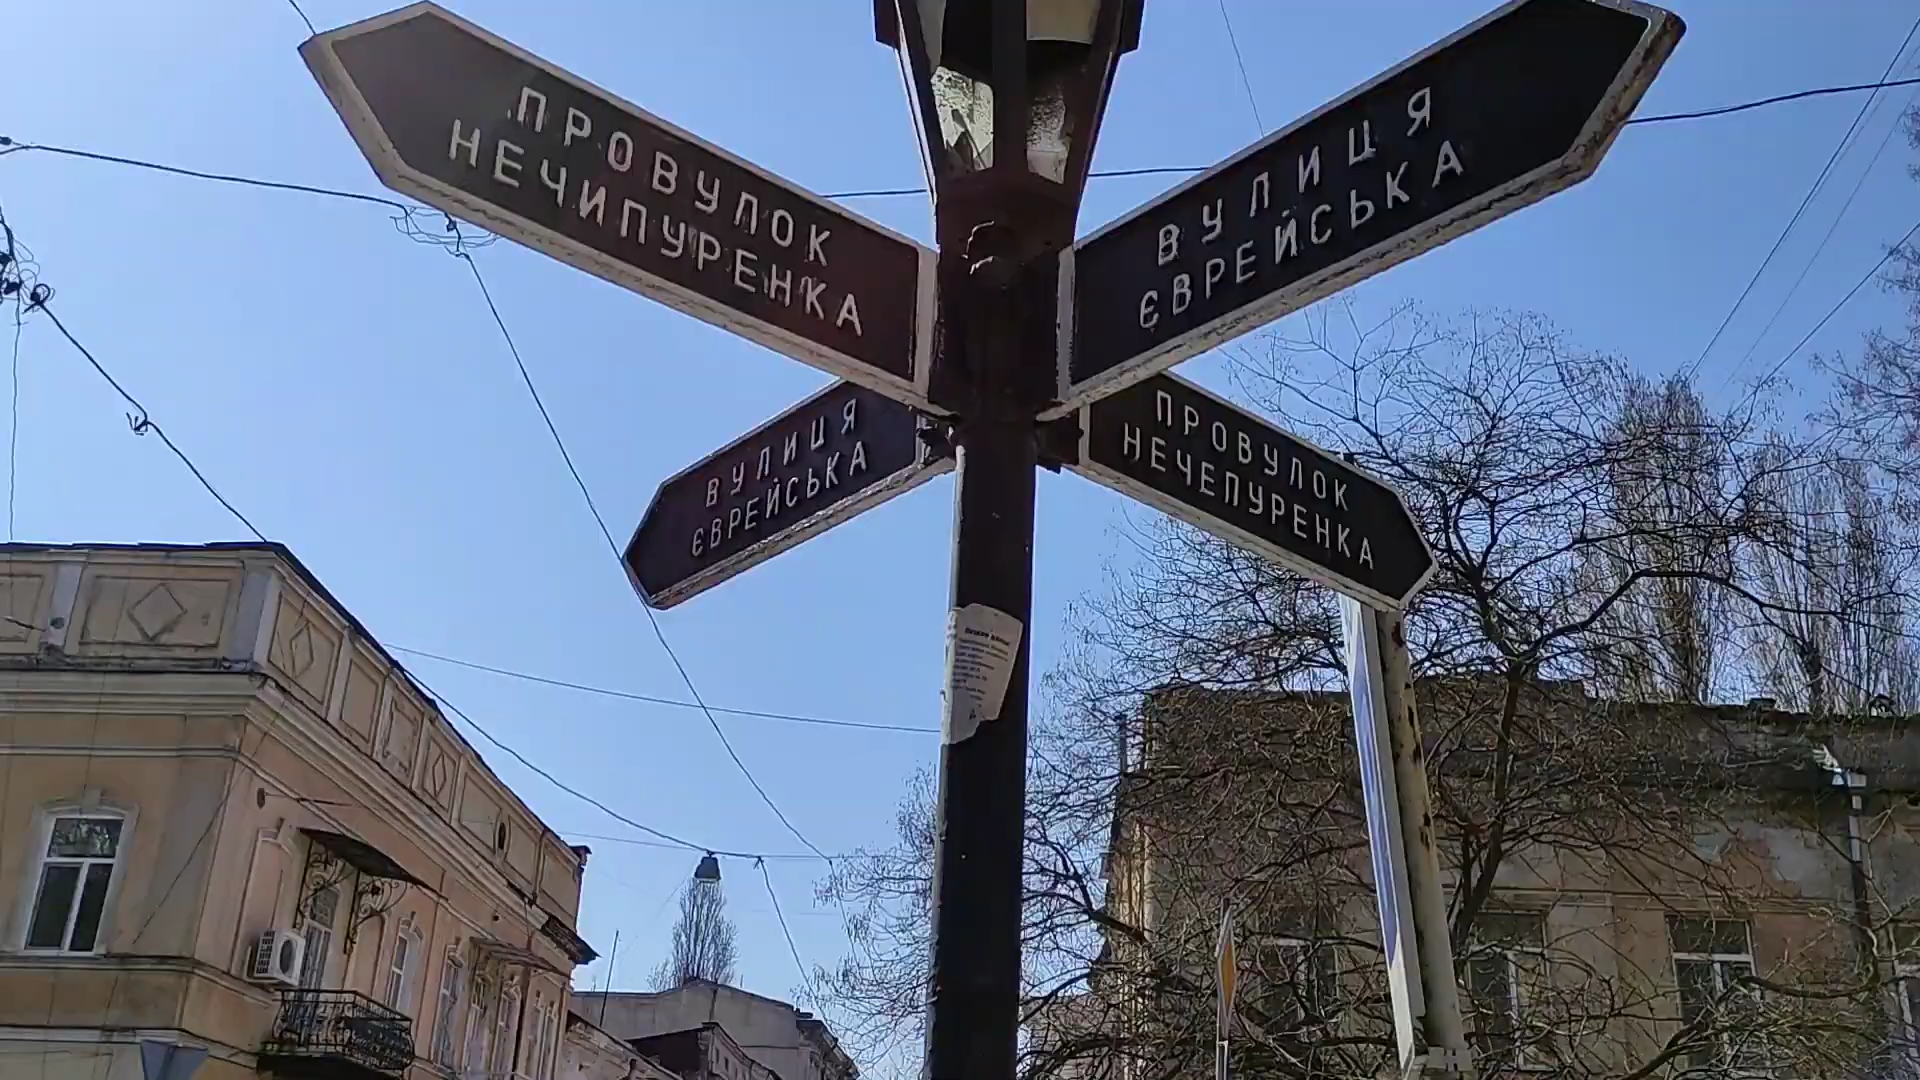 ПРОВУЛОК
НЕЧИПУРЕНКА
ВУЛИЦЯ
ЄВРЕЙСЬКА
ВУЛИЦЯ
ЄВРЕЙСЬКА
ПРОВУЛОК
НЕЧЕПУРЕНКА